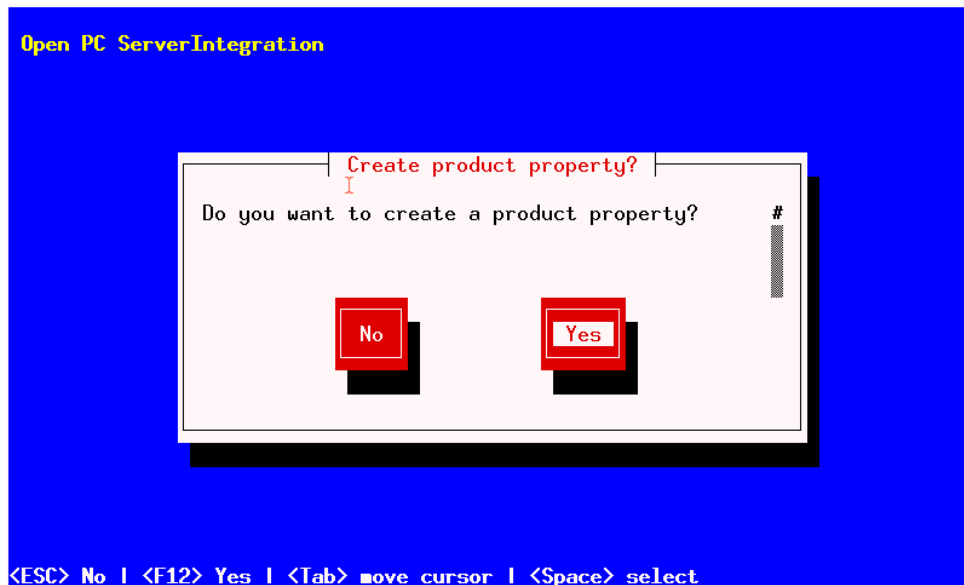 Open PC ServerIntegration
Create product property?
Do you want to create a product property? #
No Yes
<ESC> No | <F12> Yes | <Tab> move cursor | <Space> select